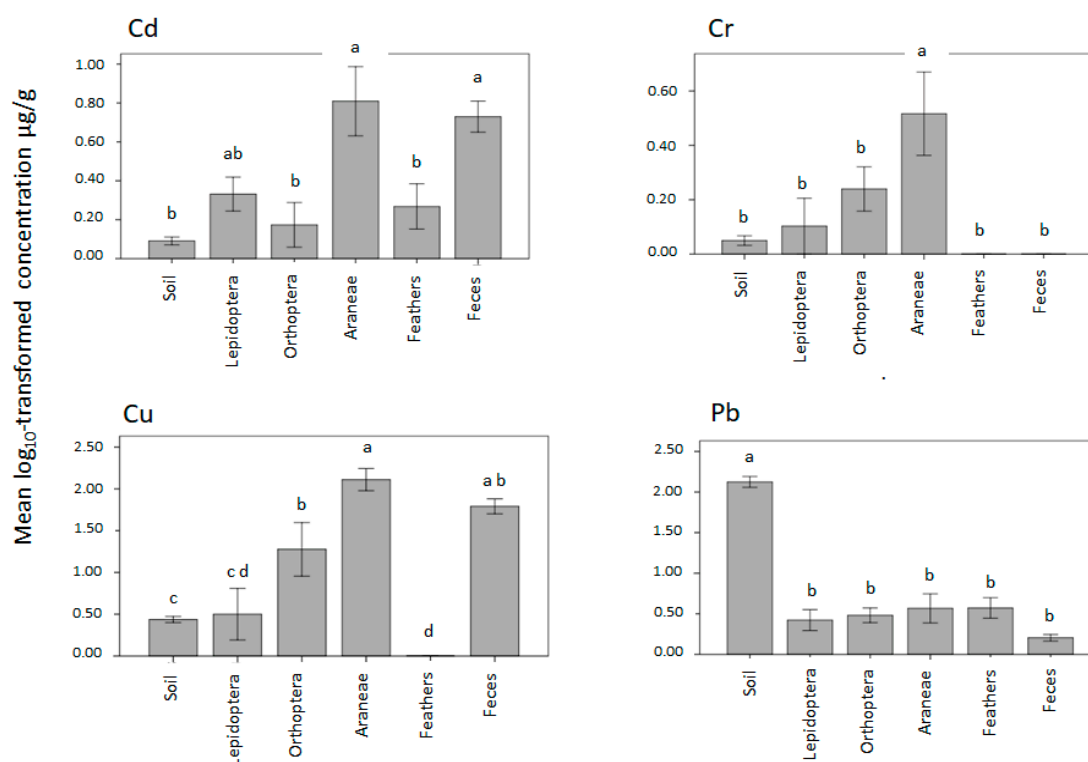 Mean log₁₀-transformed concentration µg/g
Cd
1.00
0.80
0.60
0.40
0.20
0.00
b
ab
b
a
b
a
Soil
Lepidoptera
Orthoptera
Araneae
Feathers
Feces
Cr
0.60
0.40
0.20
0.00
b
b
b
a
b
b
Soil
Lepidoptera
Orthoptera
Araneae
Feathers
Feces
Cu
2.50
2.00
1.50
1.00
0.50
0.00
c
c d
b
a
d
a b
Soil
Lepidoptera
Orthoptera
Araneae
Feathers
Feces
Pb
2.50
2.00
1.50
1.00
0.50
0.00
a
b
b
b
b
b
Soil
Lepidoptera
Orthoptera
Araneae
Feathers
Feces